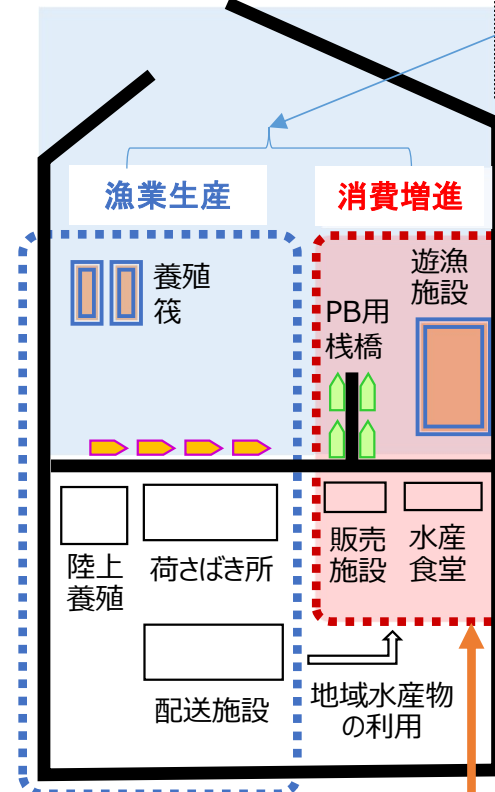 漁業生産
消費増進
養殖
筏
遊漁
施設
PB用
桟橋
陸上
養殖
荷さばき所
販売
施設
水産
食堂
配送施設
地域水産物
の利用